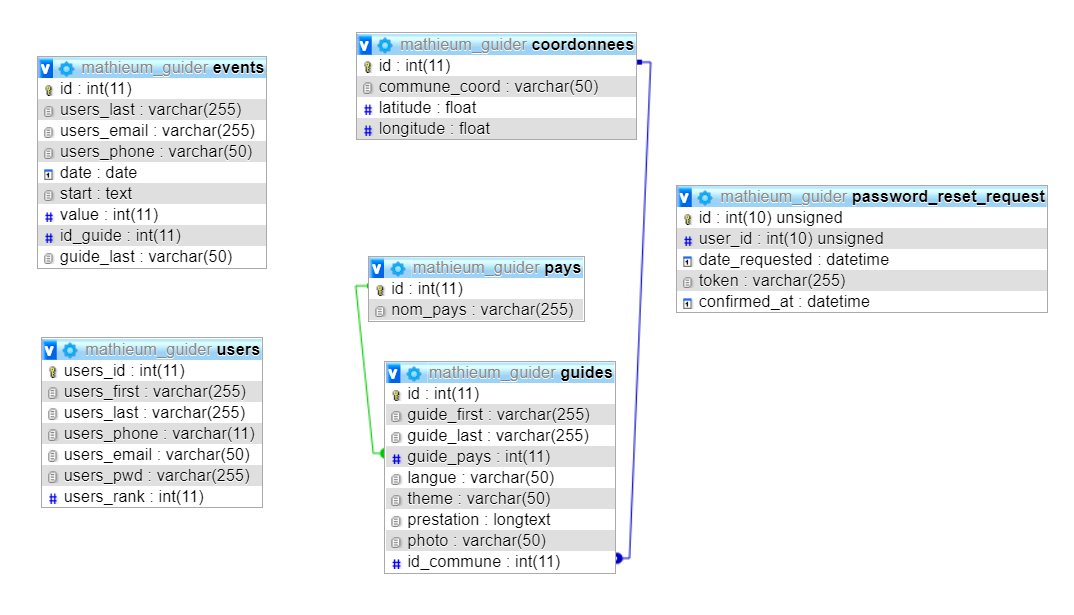 mathieum_guider events
id : int(11)
users_last : varchar(255)
users_email : varchar(255)
users_phone : varchar(50)
date : date
start : text
value : int(11)
id_guide : int(11)
guide_last : varchar(50)
mathieum_guider coordonnees
id : int(11)
commune_coord : varchar(50)
latitude : float
longitude : float
mathieum_guider password_reset_request
id : int(10) unsigned
user_id : int(10) unsigned
date_requested : datetime
token : varchar(255)
confirmed_at : datetime
mathieum_guider pays
id : int(11)
nom_pays : varchar(255)
mathieum_guider users
users_id : int(11)
users_first : varchar(255)
users_last : varchar(255)
users_phone : varchar(11)
users_email : varchar(50)
users_pwd : varchar(255)
users_rank : int(11)
mathieum_guider guides
id : int(11)
guide_first : varchar(255)
guide_last : varchar(255)
guide_pays : int(11)
langue : varchar(50)
theme : varchar(50)
prestation : longtext
photo : varchar(50)
id_commune : int(11)